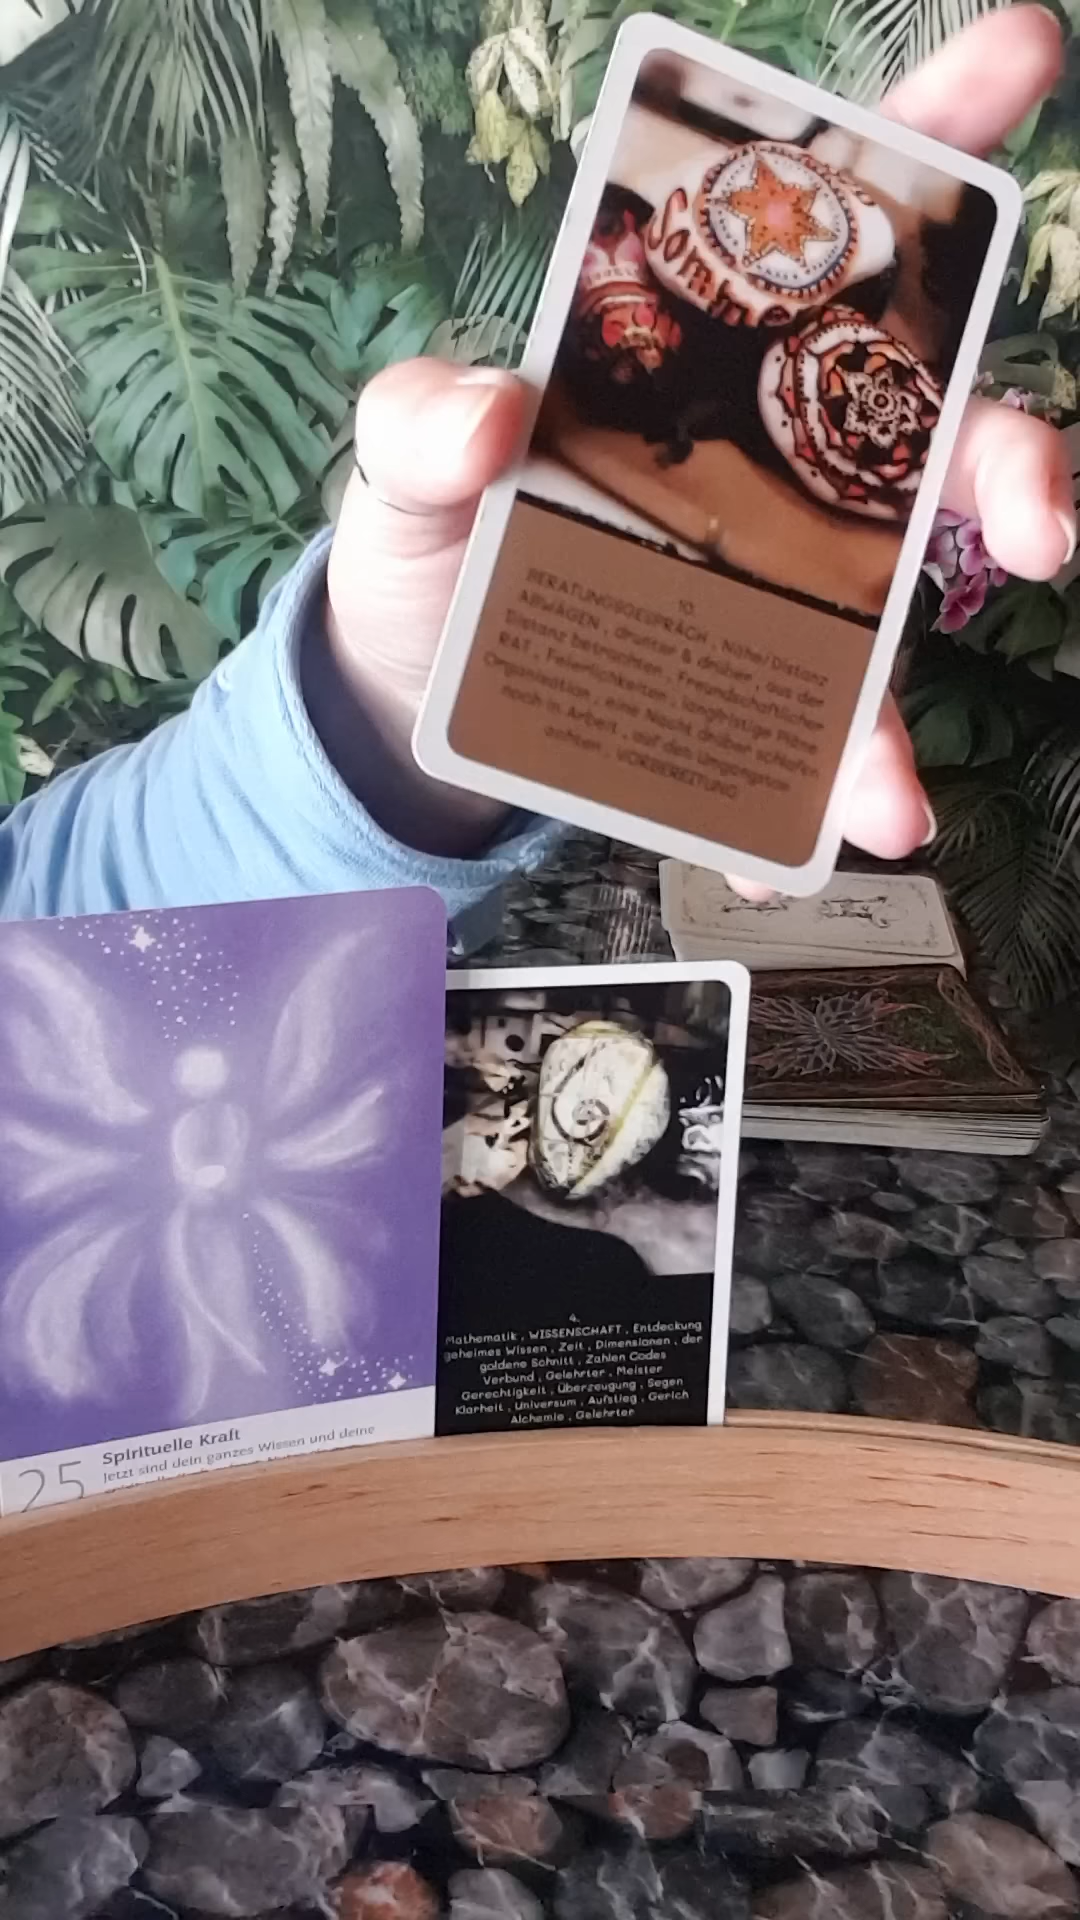 Somme
10.
BERATUNGSGESPRÄCH , Nähe/Distanz
ABWÄGEN , drunter & drüber , aus der
Distanz betrachten , Freundschaftlicher
RAT , Feierlichkeiten , langfristige Pläne
Organisation , eine Nacht drüber schlafen
noch in Arbeit , auf den Umgangston
achten , VORBEREITUNG
4.
Mathematik , WISSENSCHAFT , Entdeckung
geheimes Wissen , Zeit , Dimensionen , der
goldene Schnitt , Zahlen Codes
Verbund , Gelehrter , Meister
Gerechtigkeit , Überzeugung , Segen
Klarheit , Universum , Aufstieg , Gerich
Alchemie , Gelehrter
25
Spirituelle Kraft
Jetzt sind dein ganzes Wissen und deine